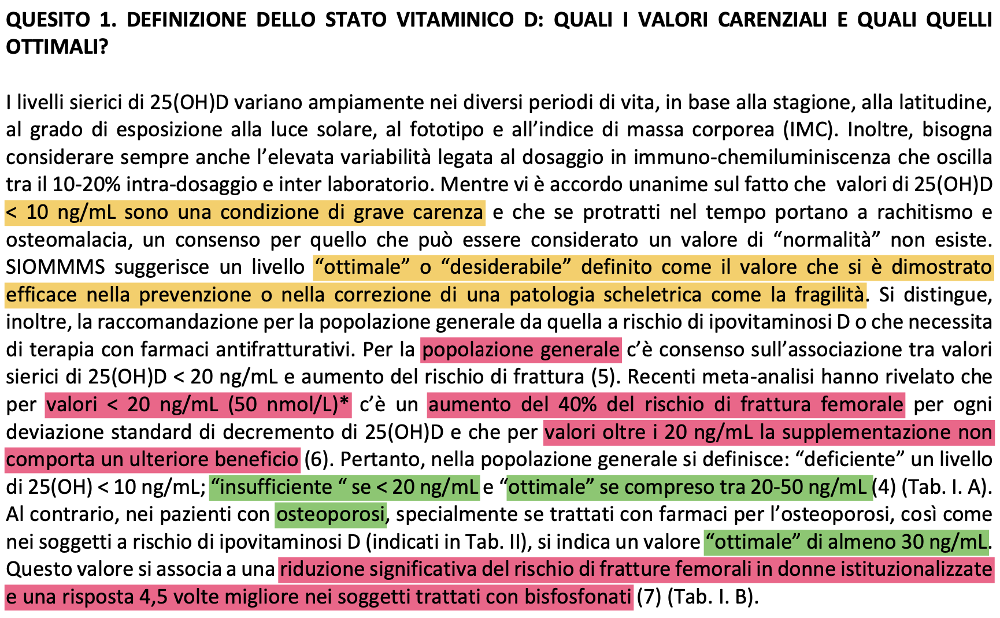 QUESITO 1. DEFINIZIONE DELLO STATO VITAMINICO D: QUALI I VALORI CARENZIALI E QUALI QUELLI
OTTIMALI?
I livelli sierici di 25(OH)D variano ampiamente nei diversi periodi di vita, in base alla stagione, alla latitudine,
al grado di esposizione alla luce solare, al fototipo e all’indice di massa corporea (IMC). Inoltre, bisogna
considerare sempre anche l’elevata variabilità legata al dosaggio in immuno-chemiluminiscenza che oscilla
tra il 10-20% intra-dosaggio e inter laboratorio. Mentre vi è accordo unanime sul fatto che  valori di 25(OH)D
< 10 ng/mL sono una condizione di grave carenza e che se protratti nel tempo portano a rachitismo e
osteomalacia, un consenso per quello che può essere considerato un valore di “normalità” non esiste.
SIOMMMS suggerisce un livello “ottimale” o “desiderabile” definito come il valore che si è dimostrato
efficace nella prevenzione o nella correzione di una patologia scheletrica come la fragilità. Si distingue,
inoltre, la raccomandazione per la popolazione generale da quella a rischio di ipovitaminosi D o che necessita
di terapia con farmaci antifratturativi. Per la popolazione generale c’è consenso sull’associazione tra valori
sierici di 25(OH)D < 20 ng/mL e aumento del rischio di frattura (5). Recenti meta-analisi hanno rivelato che
per valori < 20 ng/mL (50 nmol/L)* c’è un aumento del 40% del rischio di frattura femorale per ogni
deviazione standard di decremento di 25(OH)D e che per valori oltre i 20 ng/mL la supplementazione non
comporta un ulteriore beneficio (6). Pertanto, nella popolazione generale si definisce: “deficiente” un livello
di 25(OH) < 10 ng/mL; “insufficiente “ se < 20 ng/mL e “ottimale” se compreso tra 20-50 ng/mL (4) (Tab. I. A).
Al contrario, nei pazienti con osteoporosi, specialmente se trattati con farmaci per l’osteoporosi, così come
nei soggetti a rischio di ipovitaminosi D (indicati in Tab. II), si indica un valore “ottimale” di almeno 30 ng/mL.
Questo valore si associa a una riduzione significativa del rischio di fratture femorali in donne istituzionalizzate
e una risposta 4,5 volte migliore nei soggetti trattati con bisfosfonati (7) (Tab. I. B).